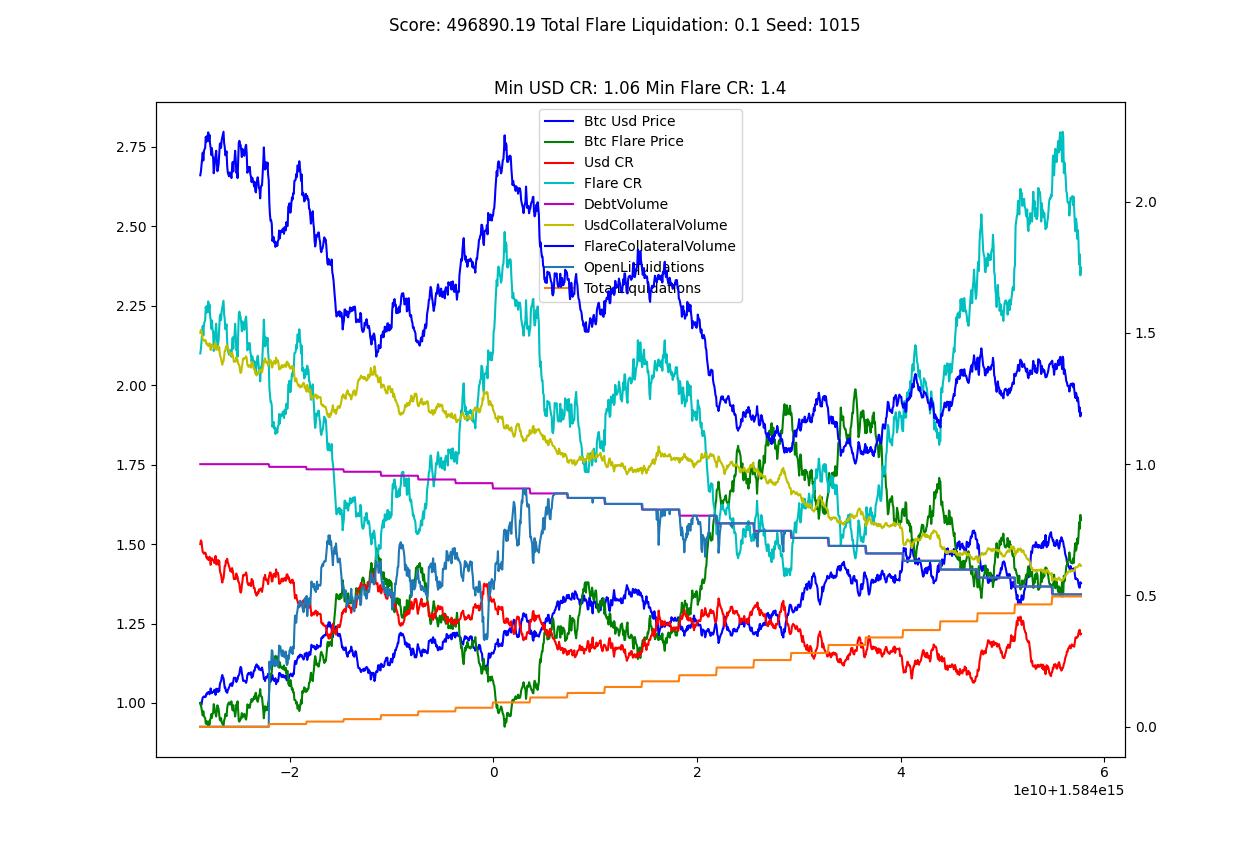 Score: 496890.19 Total Flare Liquidation: 0.1 Seed: 1015
Min USD CR: 1.06 Min Flare CR: 1.4
Btc Usd Price
Btc Flare Price
Usd CR
Flare CR
DebtVolume
UsdCollateralVolume
FlareCollateralVolume
OpenLiquidations
TotalLiquidations
2.75
2.50
2.25
2.00
1.75
1.50
1.25
1.00
2.0
1.5
1.0
0.5
0.0
−2
0
2
4
6
1e10+1.584e15